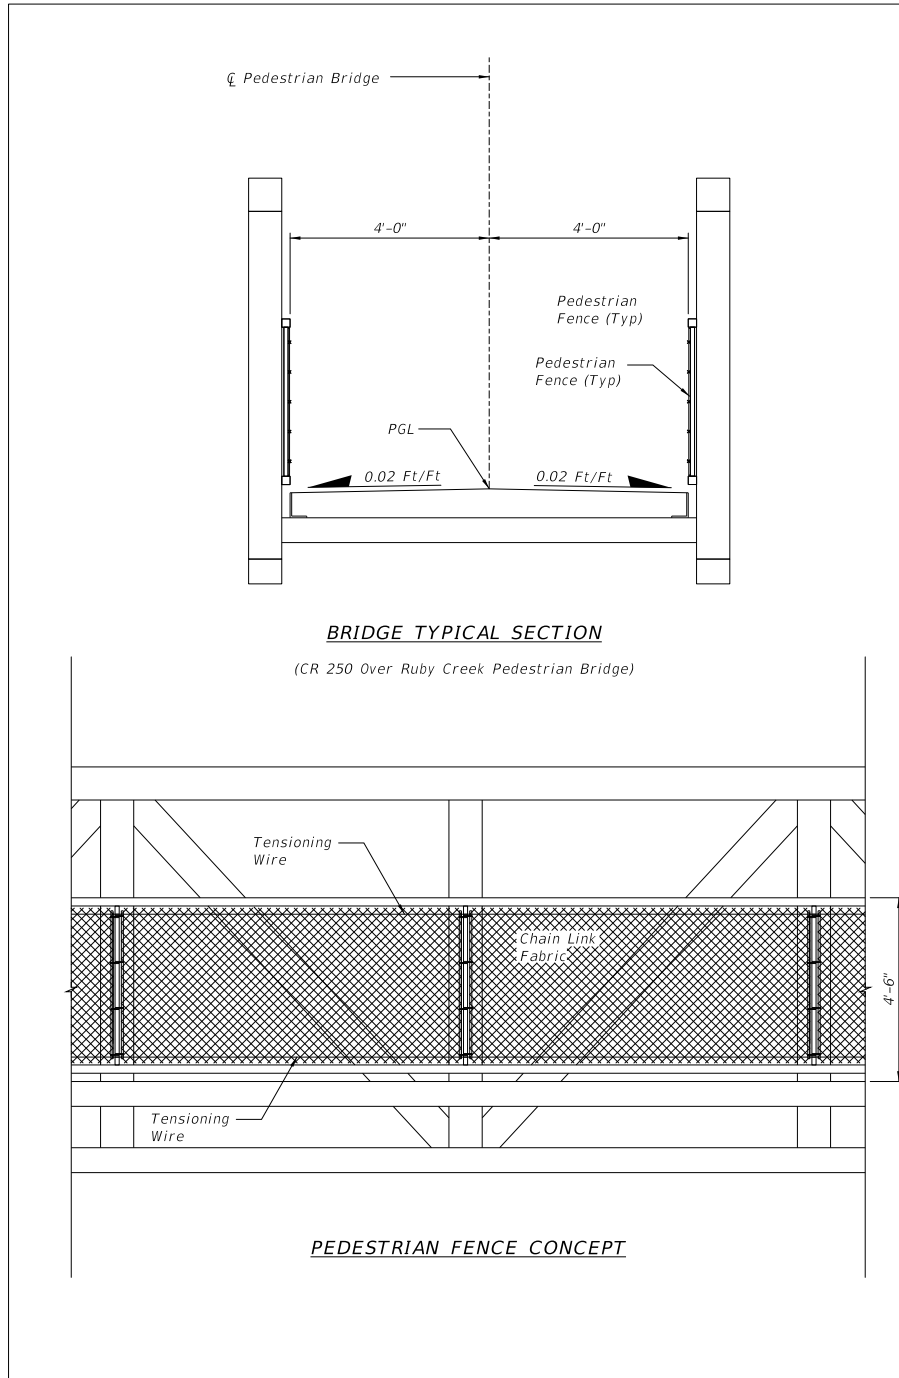 ℄ Pedestrian Bridge
4'-0" 4'-0"
Pedestrian
Fence (Typ)
Pedestrian
Fence (Typ)
PGL
0.02 Ft/Ft 0.02 Ft/Ft
BRIDGE TYPICAL SECTION
(CR 250 Over Ruby Creek Pedestrian Bridge)
Tensioning
Wire
Chain Link
Fabric
4'-6"
Tensioning
Wire
PEDESTRIAN FENCE CONCEPT